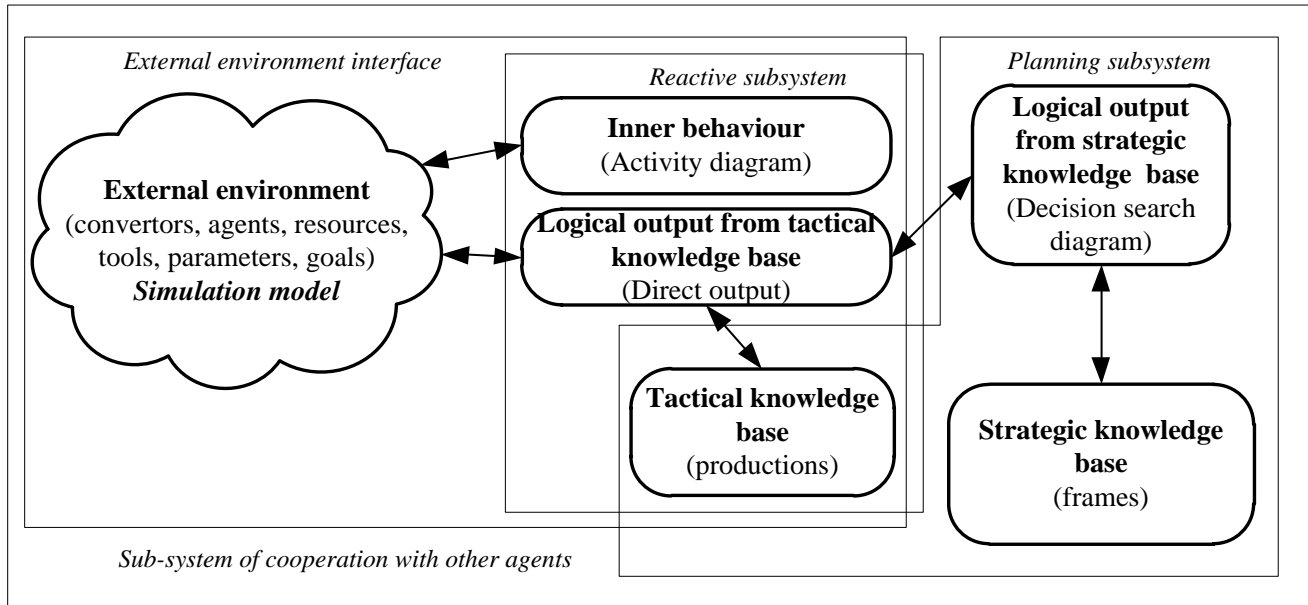 External environment interface
Reactive subsystem
Planning subsystem
External environment
(convertors, agents, resources,
tools, parameters, goals)
Simulation model
Inner behaviour
(Activity diagram)
Logical output from tactical
knowledge base
(Direct output)
Tactical knowledge
base
(productions)
Logical output
from strategic
knowledge base
(Decision search
diagram)
Strategic knowledge
base
(frames)
Sub-system of cooperation with other agents